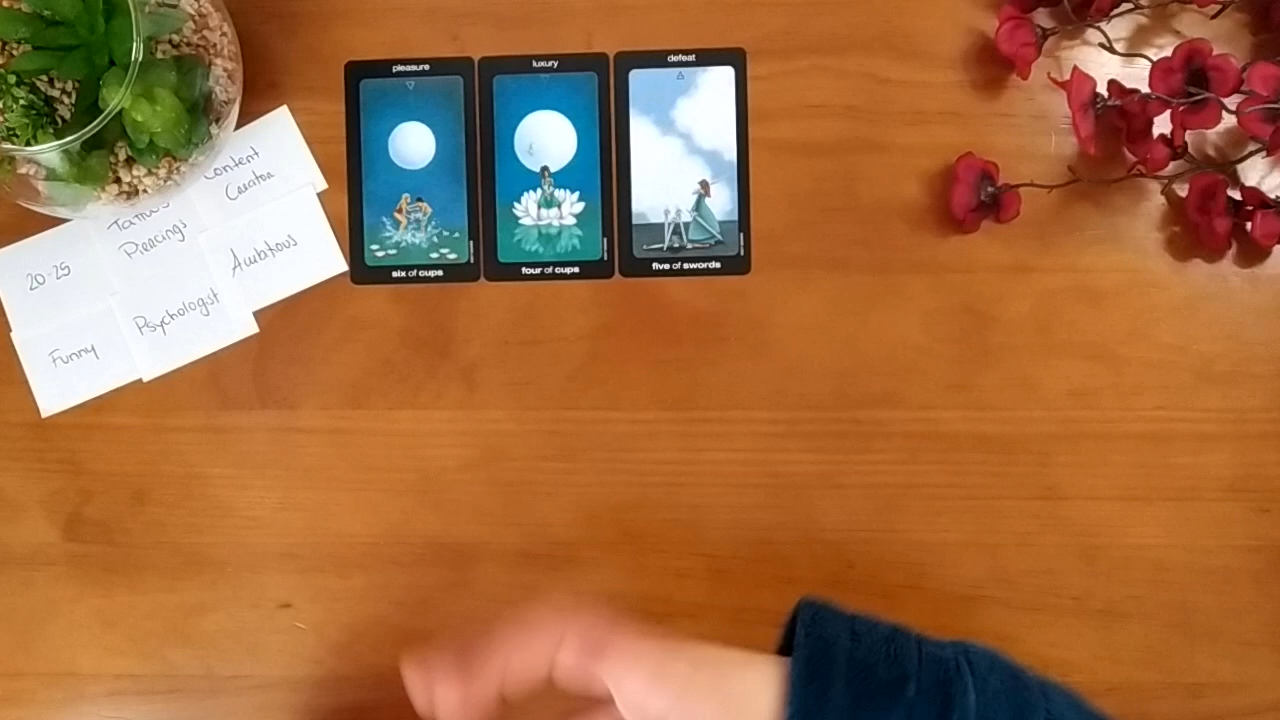 pleasure
luxury
defeat
six of cups
four of cups
five of swords
content
Creator
Piercings
Ambitious
20-25
Psychologist
Funny